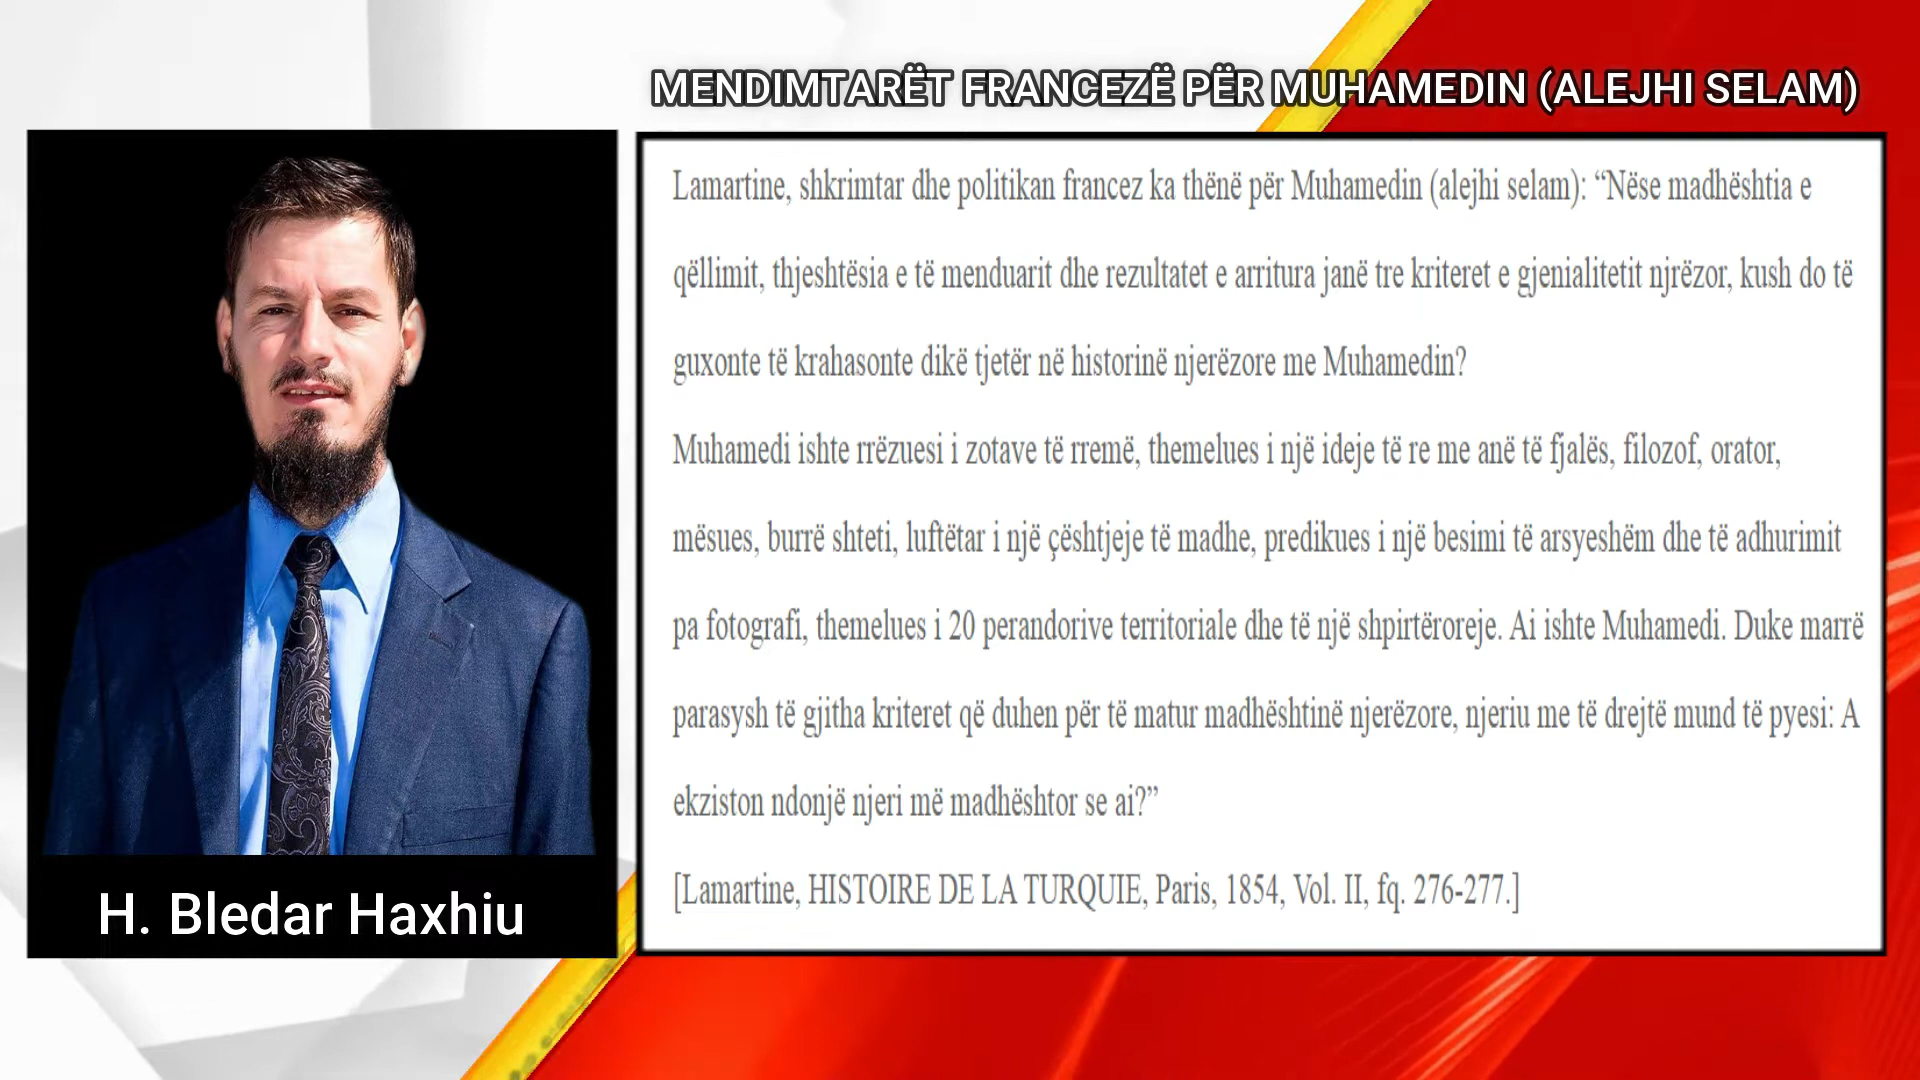 MENDIMTARËT FRANCEZË PËR MUHAMEDIN (ALEJHI SELAM)
Lamartine, shkrimtar dhe politikan francez ka thënë për Muhamedin (alejhi selam): “Nëse madhështia e
qëllimit, thjeshtësia e të menduarit dhe rezultatet e arritura janë tre kriteret e gjenialitetit njrëzor, kush do të
guxonte të krahasonte dikë tjetër në historinë njerëzore me Muhamedin?
Muhamedi ishte rrëzuesi i zotave të rremë, themelues i një ideje të re me anë të fjalës, filozof, orator,
mësues, burrë shteti, luftëtar i një çështjeje të madhe, predikues i një besimi të arsyeshëm dhe të adhurimit
pa fotografi, themelues i 20 perandorive territoriale dhe të një shpirtëroreje. Ai ishte Muhamedi. Duke marrë
parasysh të gjitha kriteret që duhen për të matur madhështinë njerëzore, njeriu me të drejtë mund të pyesi: A
ekziston ndonjë njeri më madhështor se ai?”
[Lamartine, HISTOIRE DE LA TURQUIE, Paris, 1854, Vol. II, fq. 276-277.]
H. Bledar Haxhiu